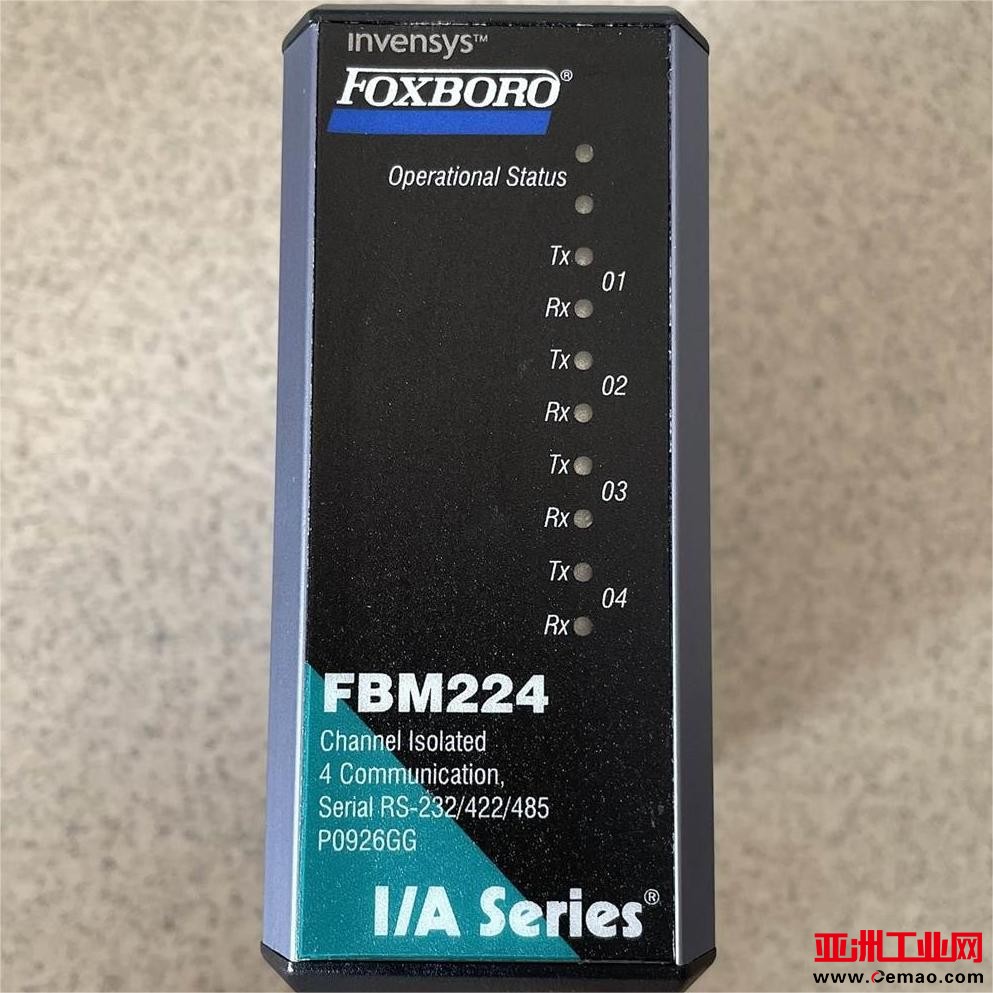 invensys™
FOXBORO®
Operational Status
Tx
01
Rx
Tx
02
Rx
Tx
03
Rx
Tx
04
Rx
FBM224
Channel Isolated
4 Communication,
Serial RS-232/422/485
P0926GG
I/A Series®
亚洲工业网
www.Cemao.com